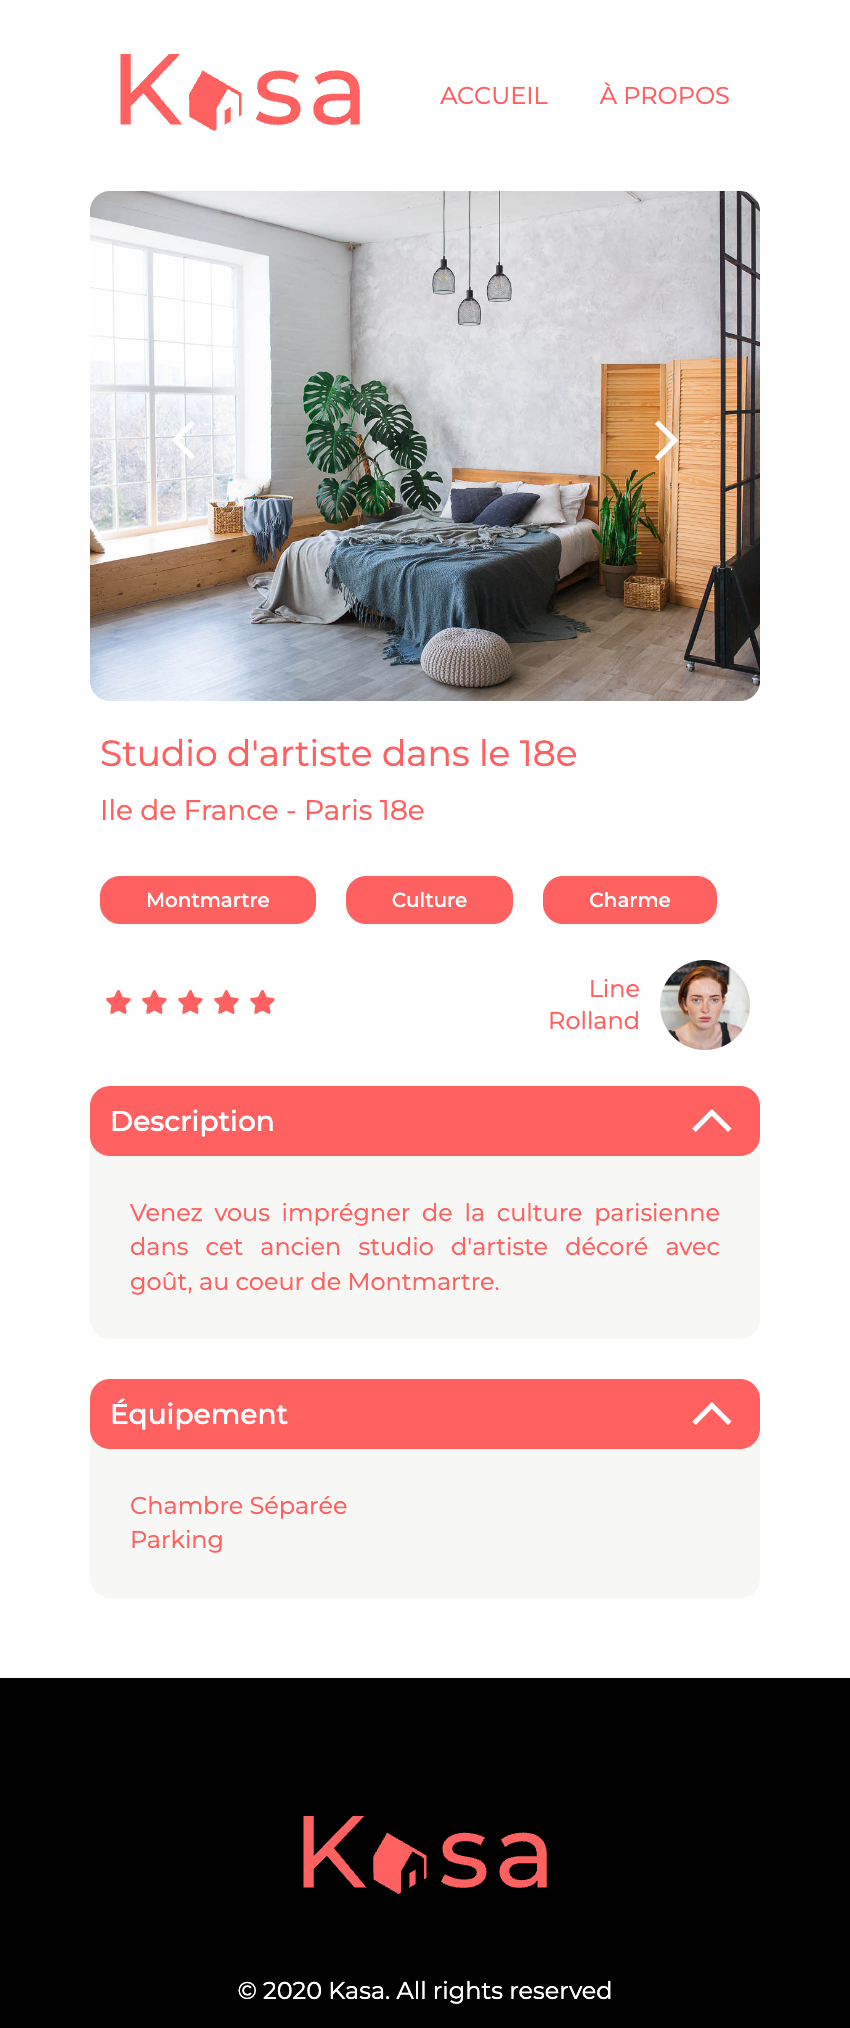 Kasa
ACCUEIL À PROPOS
Studio d'artiste dans le 18e
Ile de France - Paris 18e
Montmartre Culture Charme
Line
Rolland
Description
Venez vous imprégner de la culture parisienne
dans cet ancien studio d'artiste décoré avec
goût, au coeur de Montmartre.
Équipement
Chambre Séparée
Parking
Kasa
© 2020 Kasa. All rights reserved